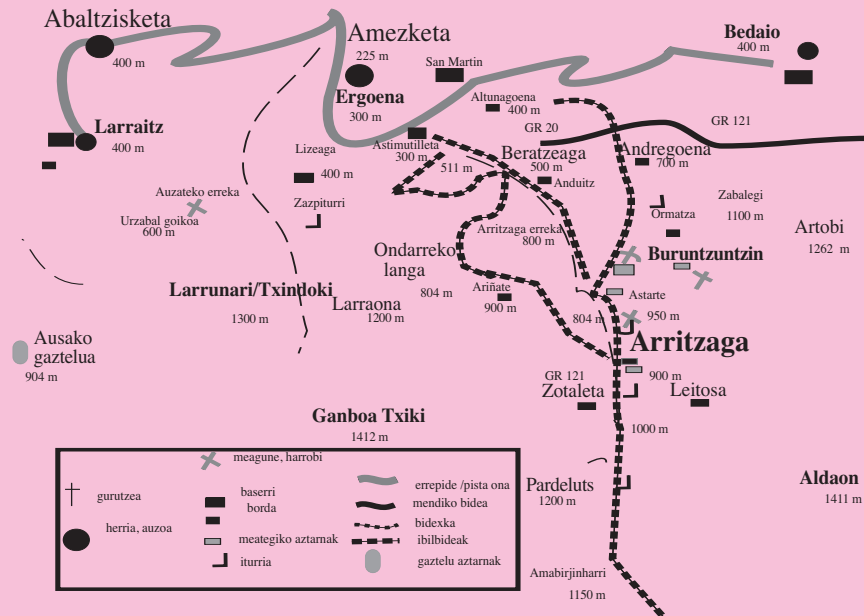 Abaltzisketa
400 m
Amezketa
225 m
Ergoena
300 m
San Martin
Bedaio
400 m
Altunagoena
400 m
GR 20
GR 121
Larraitz
400 m
Astimutilleta
300 m
Lizeaga
400 m
511 m
Beratzeaga
500 m
Anduitz
Andregoena
700 m
Auzateko erreka
Zazpiturri
Urzabal goikoa
600 m
Zabalegi
1100 m
Ormatza
Artobi
1262 m
Arritzaga erreka
800 m
Ondarreko
langa
804 m
Buruntzuntzin
Larrunari/Txindoki
1300 m
Larraona
1200 m
Ariñate
900 m
Astarte
950 m
804 m
Ausako
gaztelua
904 m
Arritzaga
900 m
GR 121
Zotaleta
Leitosa
Ganboa Txiki
1412 m
1000 m
Pardeluts
1200 m
Aldaon
1411 m
Amabirjinharri
1150 m
meagune, harrobi
gurutzea
herria, auzoa
baserri
borda
meategiko aztarnak
iturria
errepide /pista ona
mendiko bidea
bidexka
ibilbideak
gaztelu aztarnak